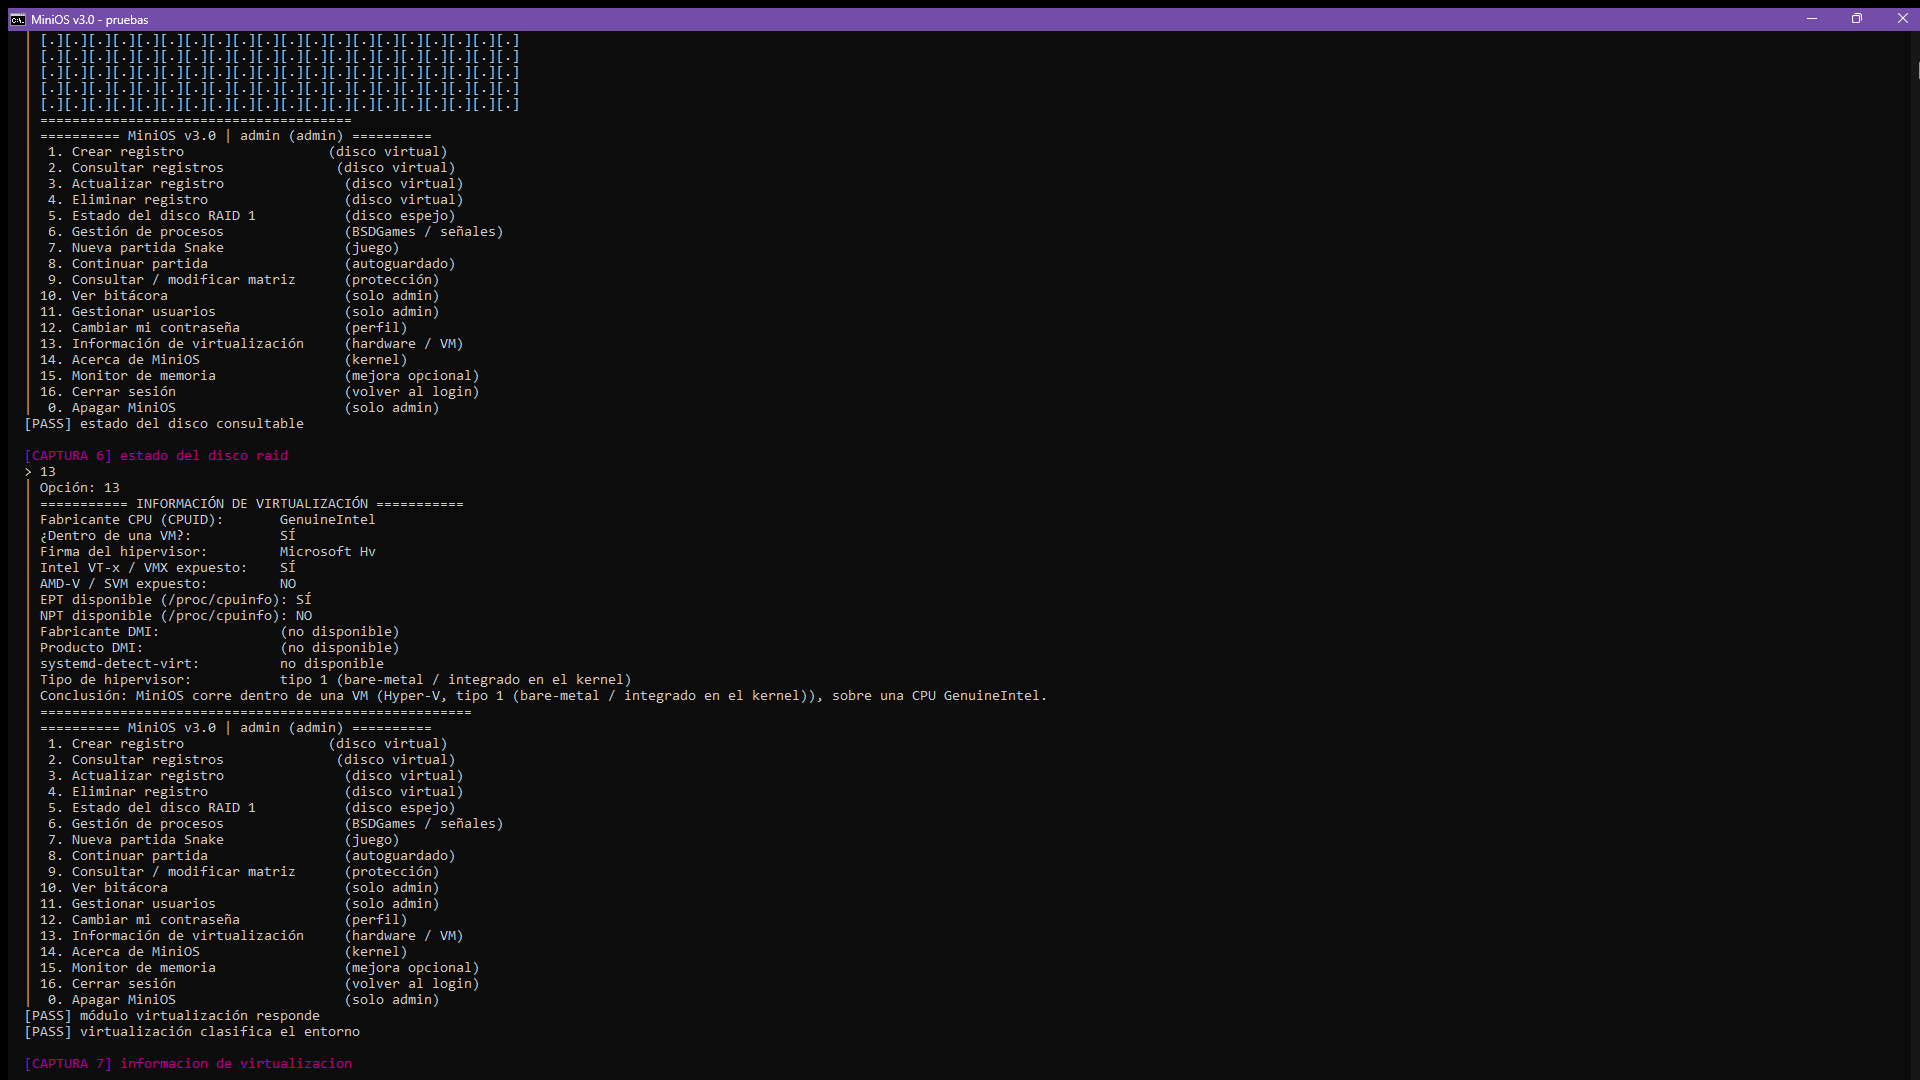 MiniOS v3.0 - pruebas
[.][.][.][.][.][.][.][.][.][.][.][.][.][.][.][.][.][.][.][.]
[.][.][.][.][.][.][.][.][.][.][.][.][.][.][.][.][.][.][.][.]
[.][.][.][.][.][.][.][.][.][.][.][.][.][.][.][.][.][.][.][.]
[.][.][.][.][.][.][.][.][.][.][.][.][.][.][.][.][.][.][.][.]
[.][.][.][.][.][.][.][.][.][.][.][.][.][.][.][.][.][.][.][.]
=======================================
========== MiniOS v3.0 | admin (admin) ==========
1. Crear registro (disco virtual)
2. Consultar registros (disco virtual)
3. Actualizar registro (disco virtual)
4. Eliminar registro (disco virtual)
5. Estado del disco RAID 1 (disco espejo)
6. Gestión de procesos (BSDGames / señales)
7. Nueva partida Snake (juego)
8. Continuar partida (autoguardado)
9. Consultar / modificar matriz (protección)
10. Ver bitácora (solo admin)
11. Gestionar usuarios (solo admin)
12. Cambiar mi contraseña (perfil)
13. Información de virtualización (hardware / VM)
14. Acerca de MiniOS (kernel)
15. Monitor de memoria (mejora opcional)
16. Cerrar sesión (volver al login)
0. Apagar MiniOS (solo admin)
[PASS] estado del disco consultable
[CAPTURA 6] estado del disco raid
> 13
Opción: 13
=========== INFORMACIÓN DE VIRTUALIZACIÓN ===========
Fabricante CPU (CPUID): GenuineIntel
¿Dentro de una VM?: SÍ
Firma del hipervisor: Microsoft Hv
Intel VT-x / VMX expuesto: SÍ
AMD-V / SVM expuesto: NO
EPT disponible (/proc/cpuinfo): SÍ
NPT disponible (/proc/cpuinfo): NO
Fabricante DMI: (no disponible)
Producto DMI: (no disponible)
systemd-detect-virt: no disponible
Tipo de hipervisor: tipo 1 (bare-metal / integrado en el kernel)
Conclusión: MiniOS corre dentro de una VM (Hyper-V, tipo 1 (bare-metal / integrado en el kernel)), sobre una CPU GenuineIntel.
======================================================
========== MiniOS v3.0 | admin (admin) ==========
1. Crear registro (disco virtual)
2. Consultar registros (disco virtual)
3. Actualizar registro (disco virtual)
4. Eliminar registro (disco virtual)
5. Estado del disco RAID 1 (disco espejo)
6. Gestión de procesos (BSDGames / señales)
7. Nueva partida Snake (juego)
8. Continuar partida (autoguardado)
9. Consultar / modificar matriz (protección)
10. Ver bitácora (solo admin)
11. Gestionar usuarios (solo admin)
12. Cambiar mi contraseña (perfil)
13. Información de virtualización (hardware / VM)
14. Acerca de MiniOS (kernel)
15. Monitor de memoria (mejora opcional)
16. Cerrar sesión (volver al login)
0. Apagar MiniOS (solo admin)
[PASS] módulo virtualización responde
[PASS] virtualización clasifica el entorno
[CAPTURA 7] informacion de virtualizacion